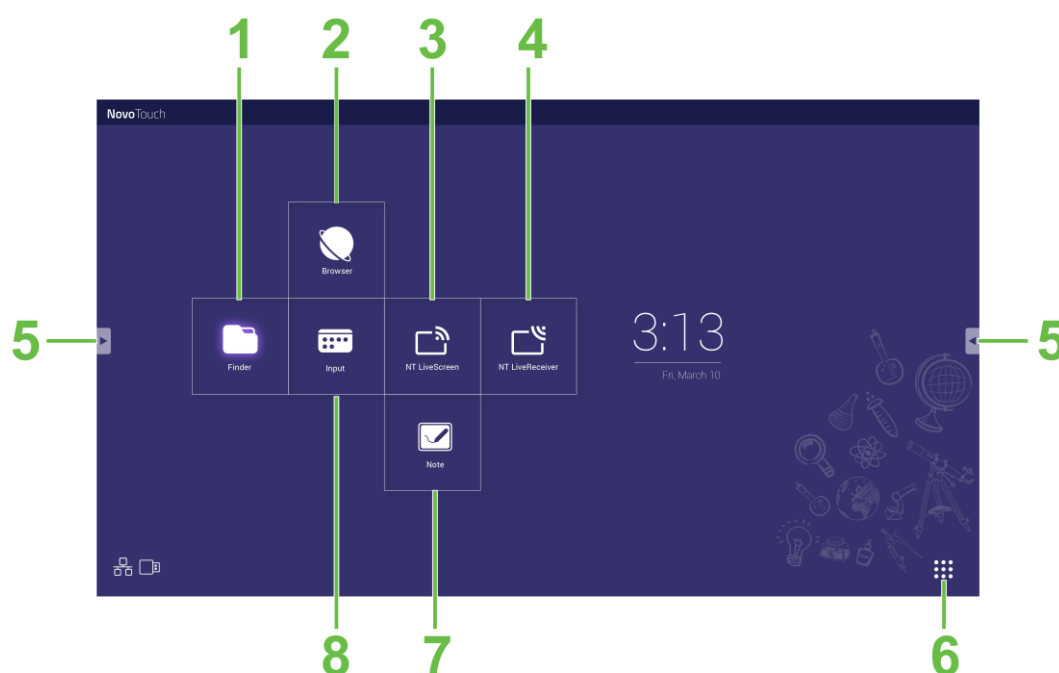 1 2 3 4
NovoTouch
Browser
5 3:13 5
Finder Input NT LiveScreen NT LiveReceiver
Fri, March 10
Note
8 7 6